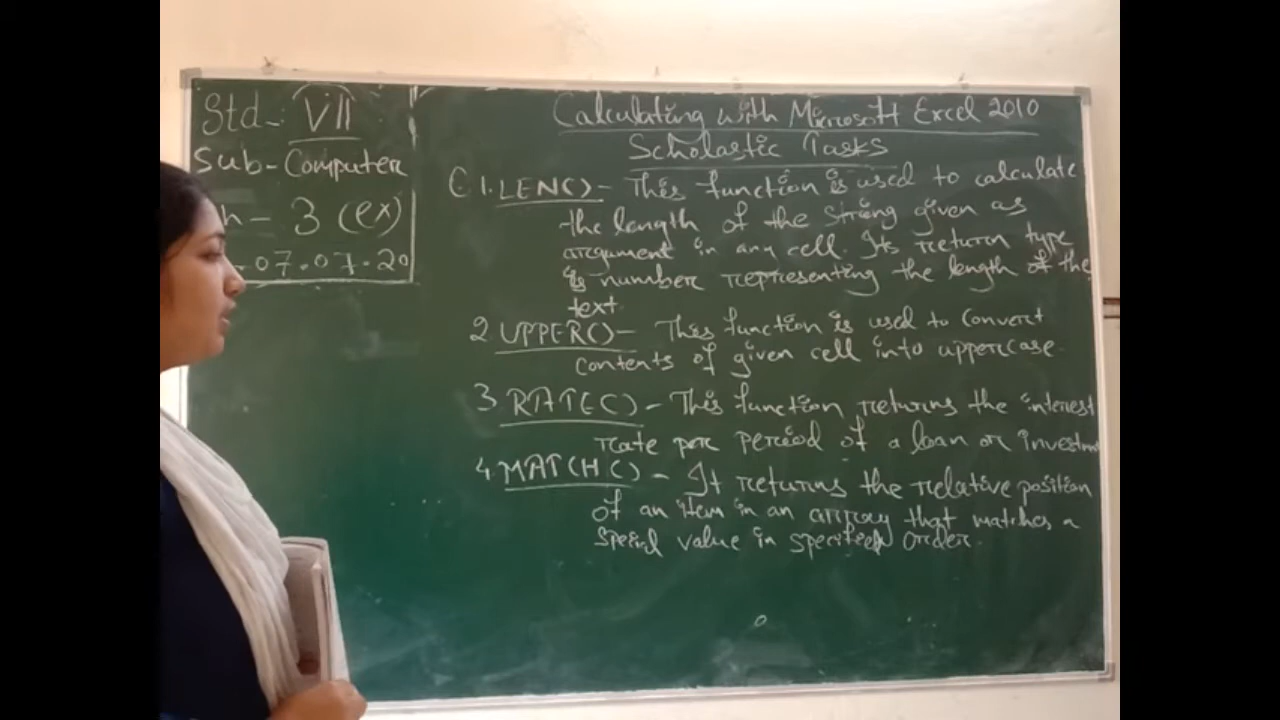 Std- VII
Sub- Computer
h- 3 (ex)
-07.07.20
Calculating with Microsoft Excel 2010
Scholastic Tasks
C 1. LEN() - This function is used to calculate
the length of the string given as
argument in any cell. Its return type
is number representing the length of the
text.
2. UPPER() - This function is used to convert
contents of given cell into uppercase.
3. RATE() - This function returns the interest
rate per period of a loan or investm
4. MATCH() - It returns the relative position
of an item in an array that matches a
special value in specified order.